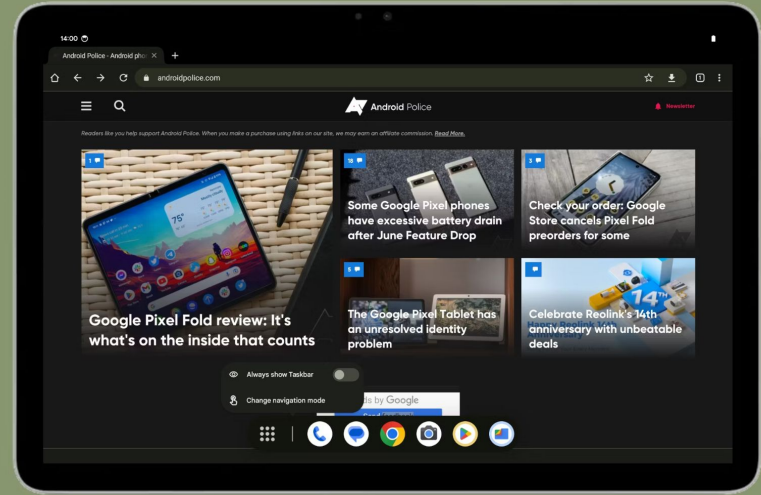 14:00
Android Police - Android pho
androidpolice.com
1
Android Police
Newsletter
Readers like you help support Android Police. When you make a purchase using links on our site, we may earn an affiliate commission. Read More.
1
75°
Google Pixel Fold review: It's
what's on the inside that counts
16
Some Google Pixel phones
have excessive battery drain
after June Feature Drop
3
Check your order: Google
Store cancels Pixel Fold
preorders for some
5
The Google Pixel Tablet has
an unresolved identity
problem
14TH
Happy Reolink 14th
Anniversary
Celebrate Reolink's 14th
anniversary with unbeatable
deals
Always show Taskbar
Change navigation mode
ds by Google